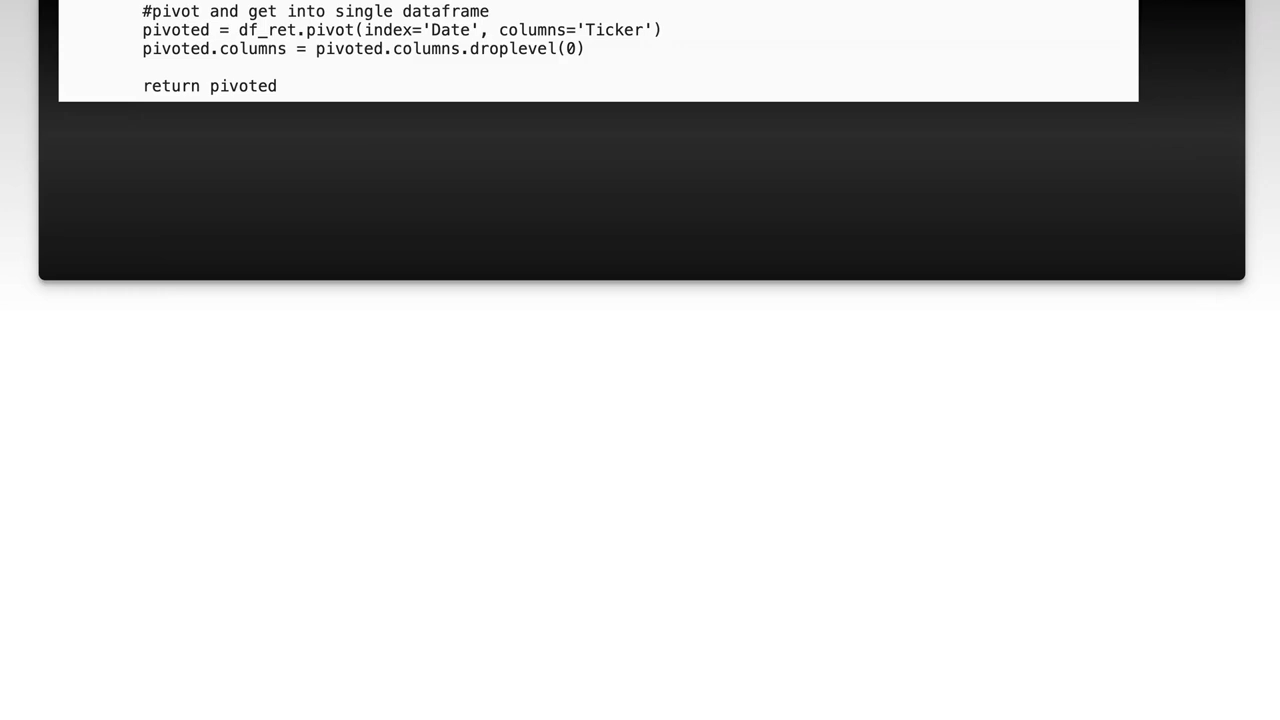 #pivot and get into single dataframe
pivoted = df_ret.pivot(index='Date', columns='Ticker')
pivoted.columns = pivoted.columns.droplevel(0)
return pivoted